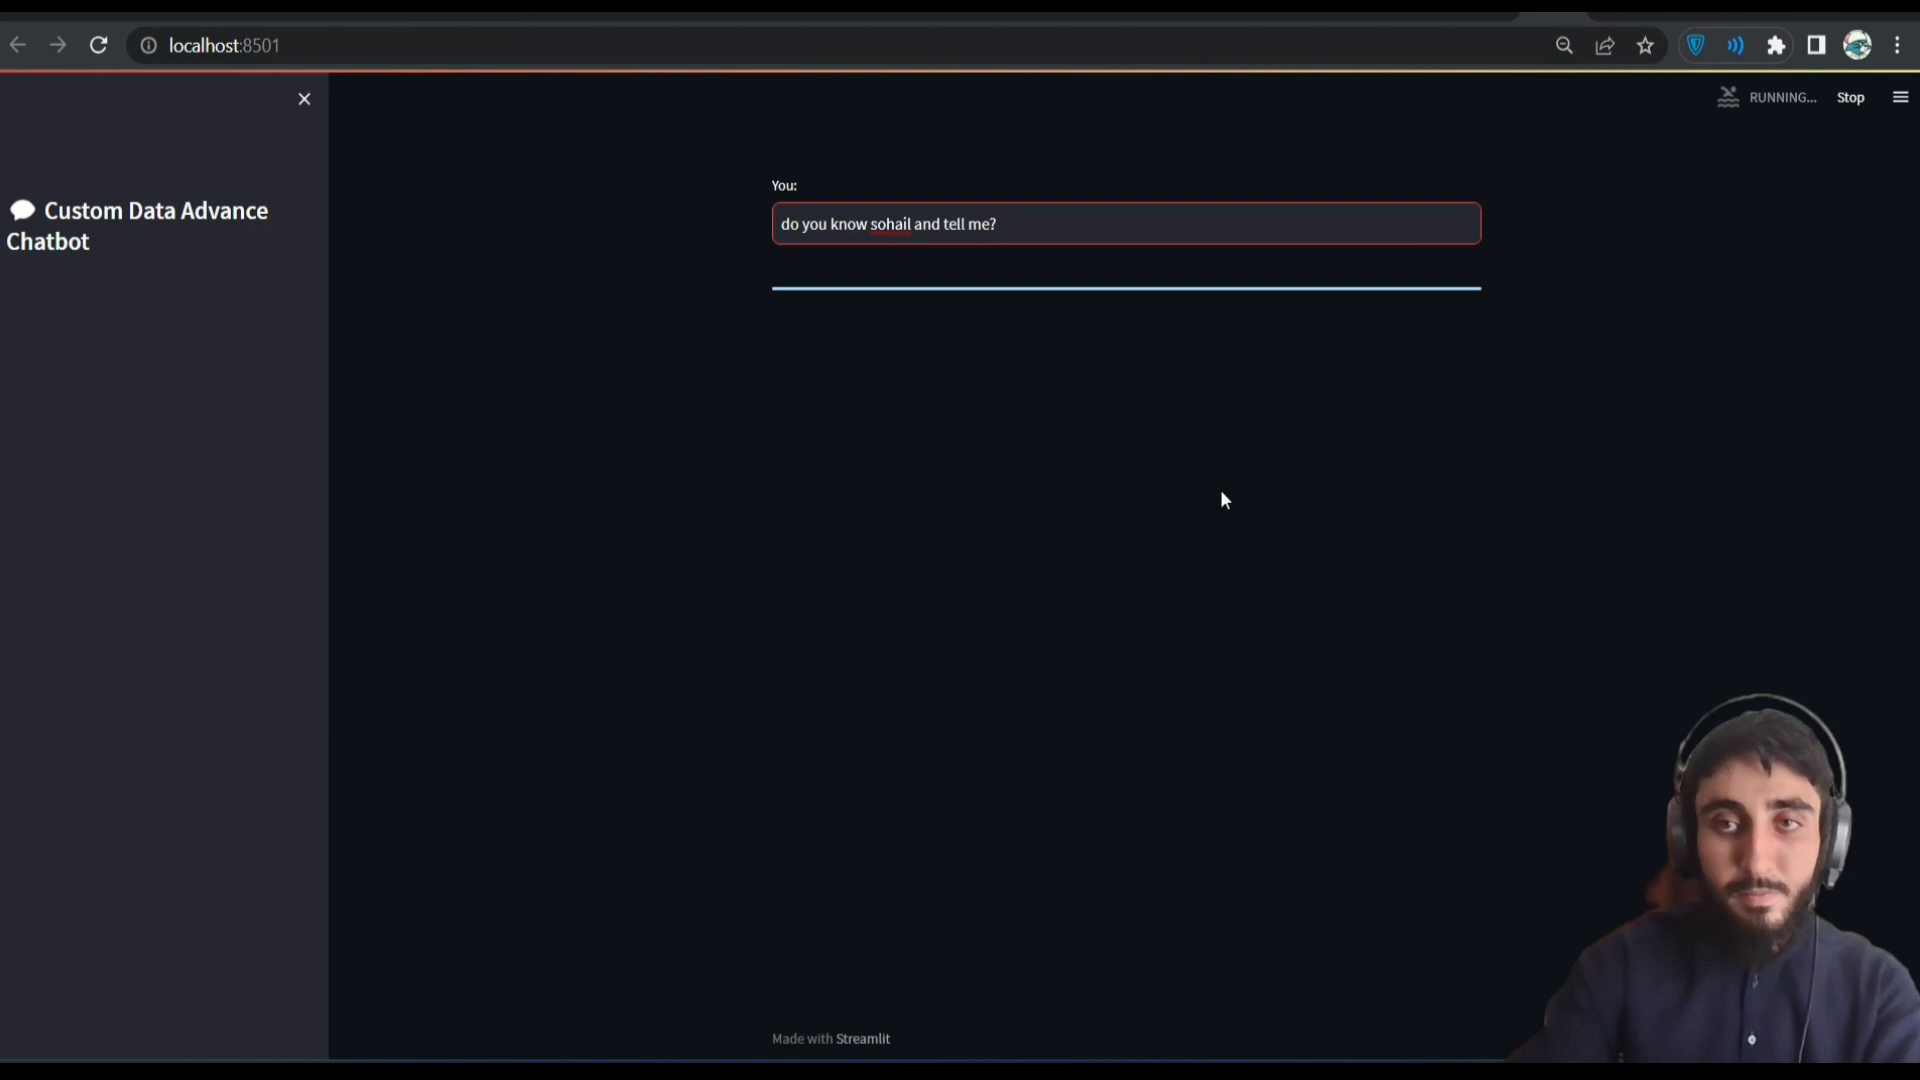 localhost:8501
RUNNING...
Stop
💬 Custom Data Advance
Chatbot
You:
do you know sohail and tell me?
Made with Streamlit